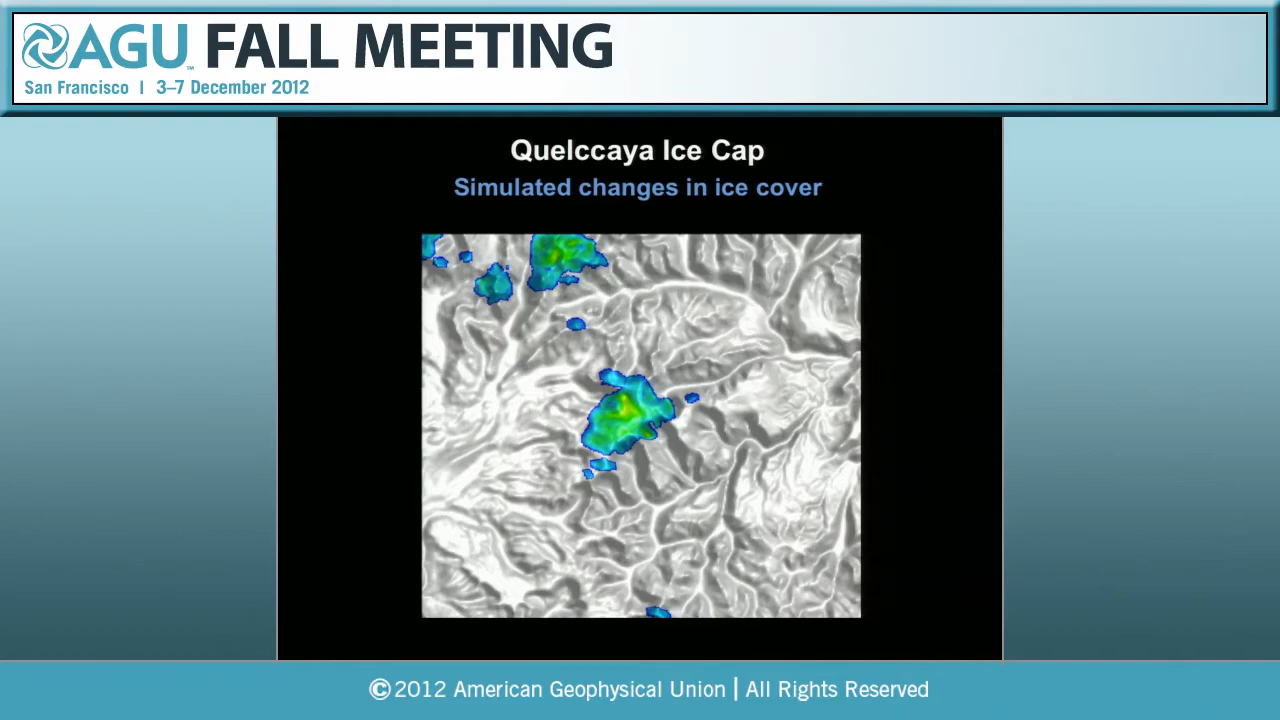 AGU™ FALL MEETING
San Francisco | 3–7 December 2012
Quelccaya Ice Cap
Simulated changes in ice cover
©2012 American Geophysical Union | All Rights Reserved